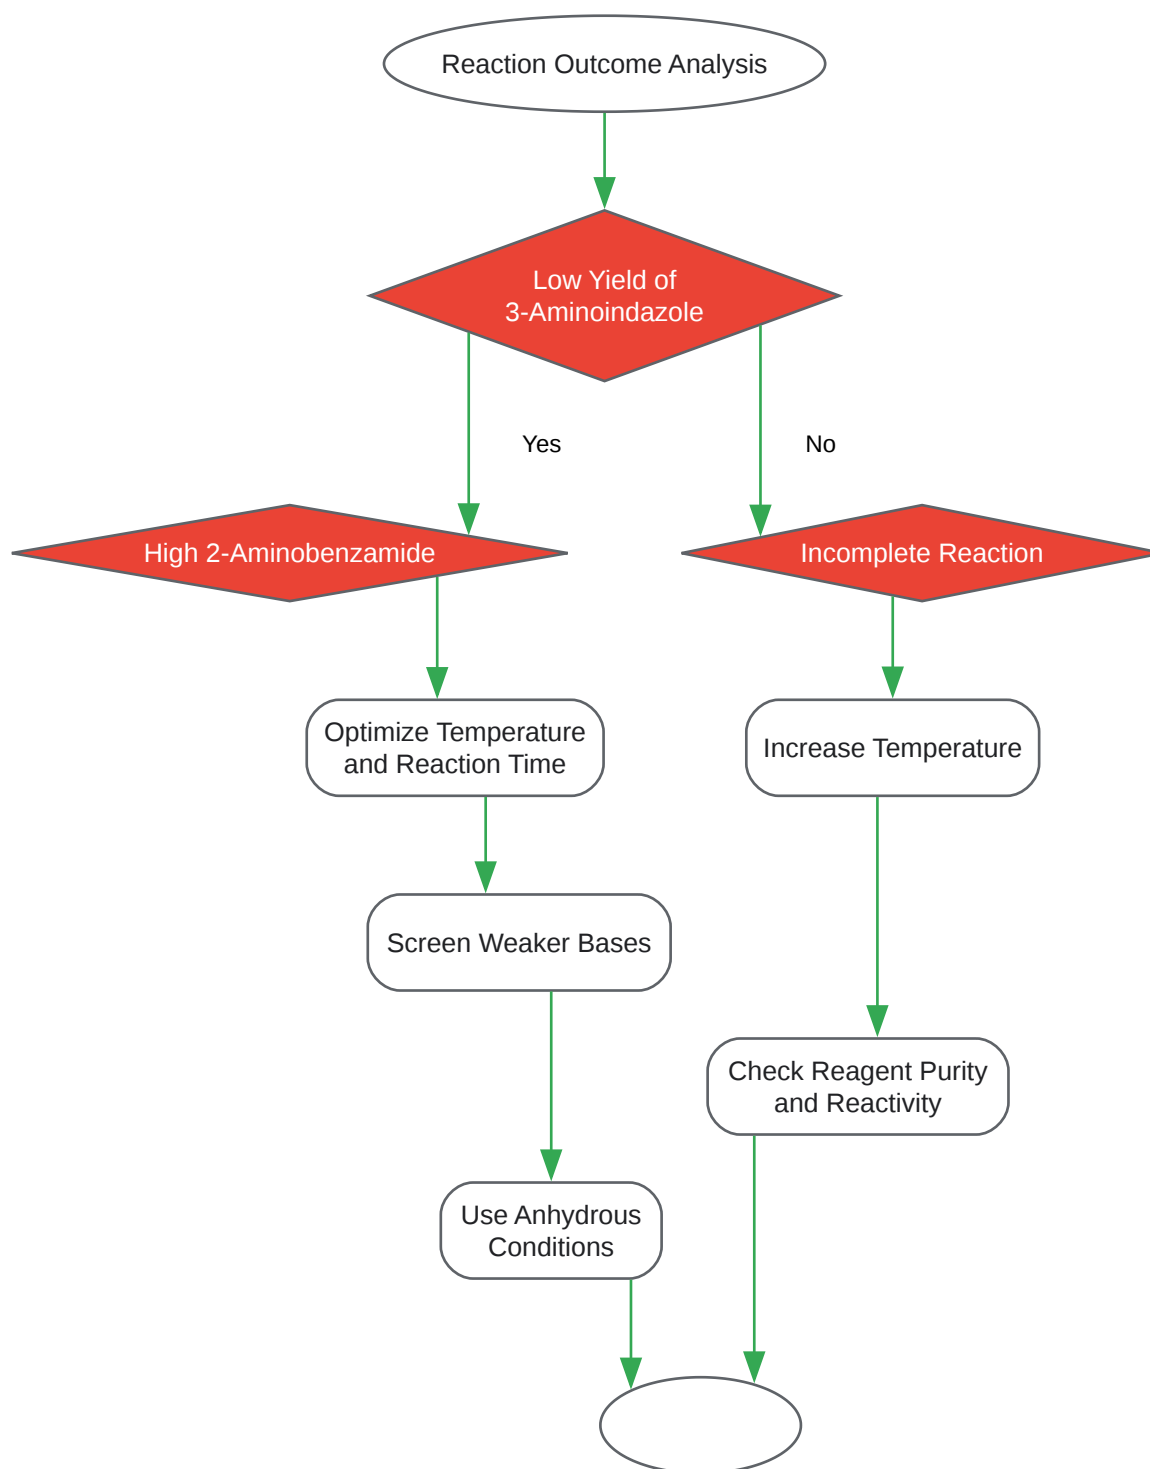 Reaction Outcome Analysis
Low Yield of
3-Aminoindazole
Yes
No
High 2-Aminobenzamide
Incomplete Reaction
Optimize Temperature
and Reaction Time
Increase Temperature
Screen Weaker Bases
Check Reagent Purity
and Reactivity
Use Anhydrous
Conditions